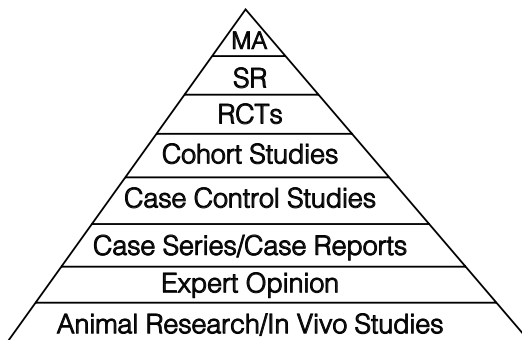 MA
SR
RCTs
Cohort Studies
Case Control Studies
Case Series/Case Reports
Expert Opinion
Animal Research/In Vivo Studies